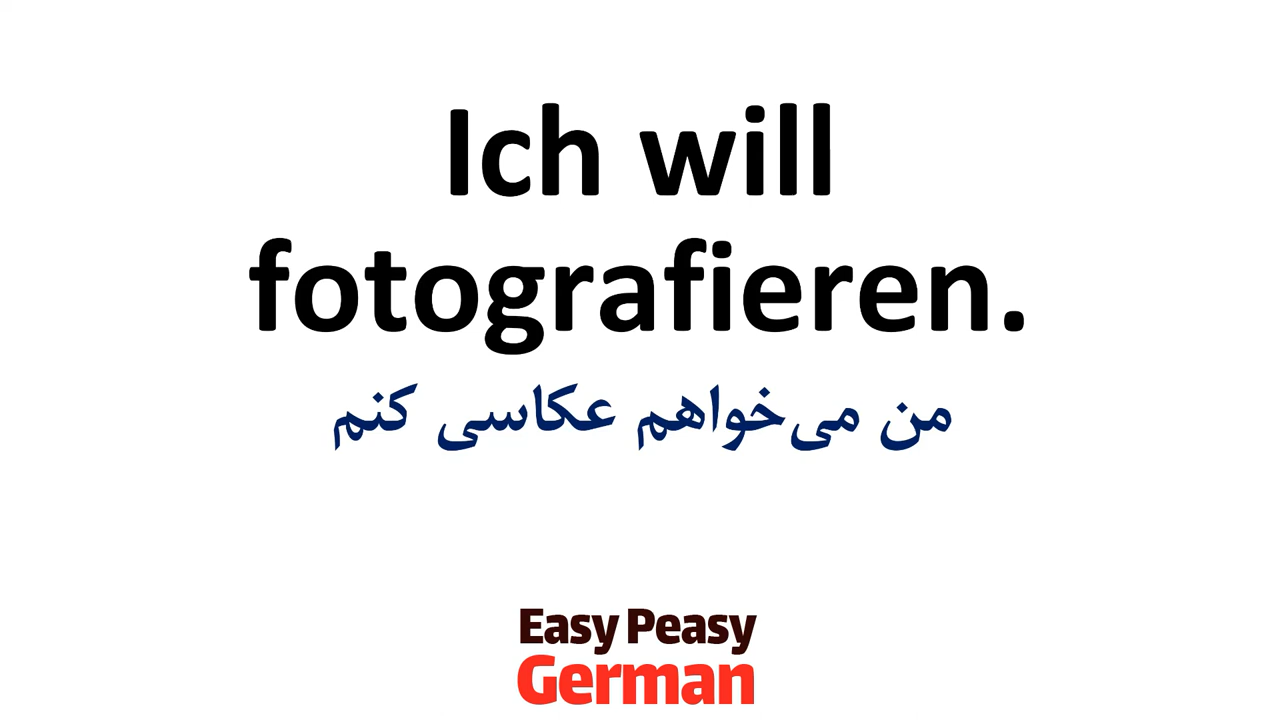 Ich will
fotografieren.
من می‌خواهم عکاسی کنم
Easy Peasy
German